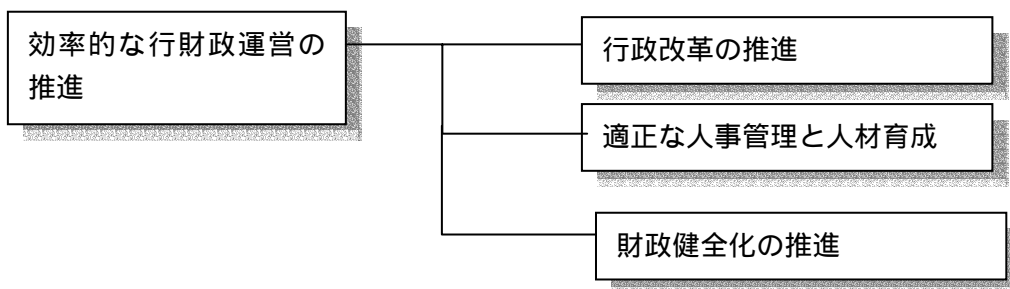 効率的な行財政運営の
推進
行政改革の推進
適正な人事管理と人材育成
財政健全化の推進